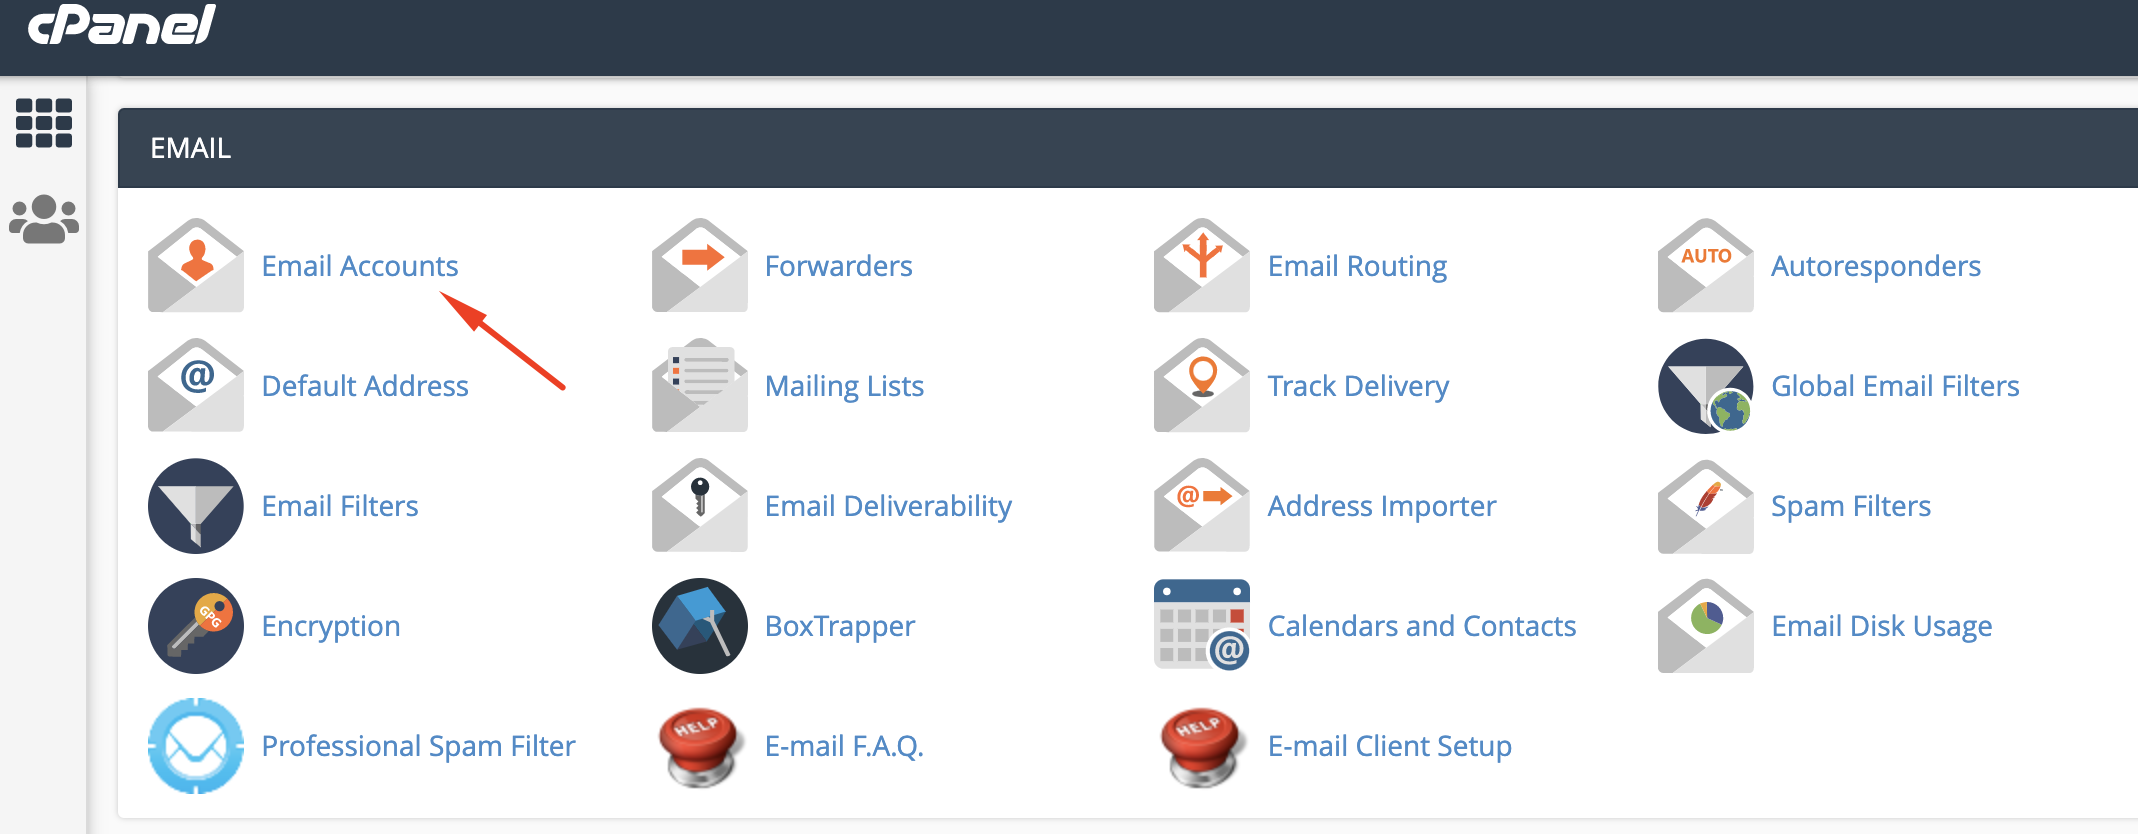 cPanel
EMAIL
Email Accounts
Forwarders
Email Routing
AUTO
Autoresponders
@
Default Address
Mailing Lists
Track Delivery
Global Email Filters
Email Filters
Email Deliverability
@
Address Importer
Spam Filters
GPG
Encryption
BoxTrapper
@
Calendars and Contacts
Email Disk Usage
Professional Spam Filter
HELP
E-mail F.A.Q.
HELP
E-mail Client Setup